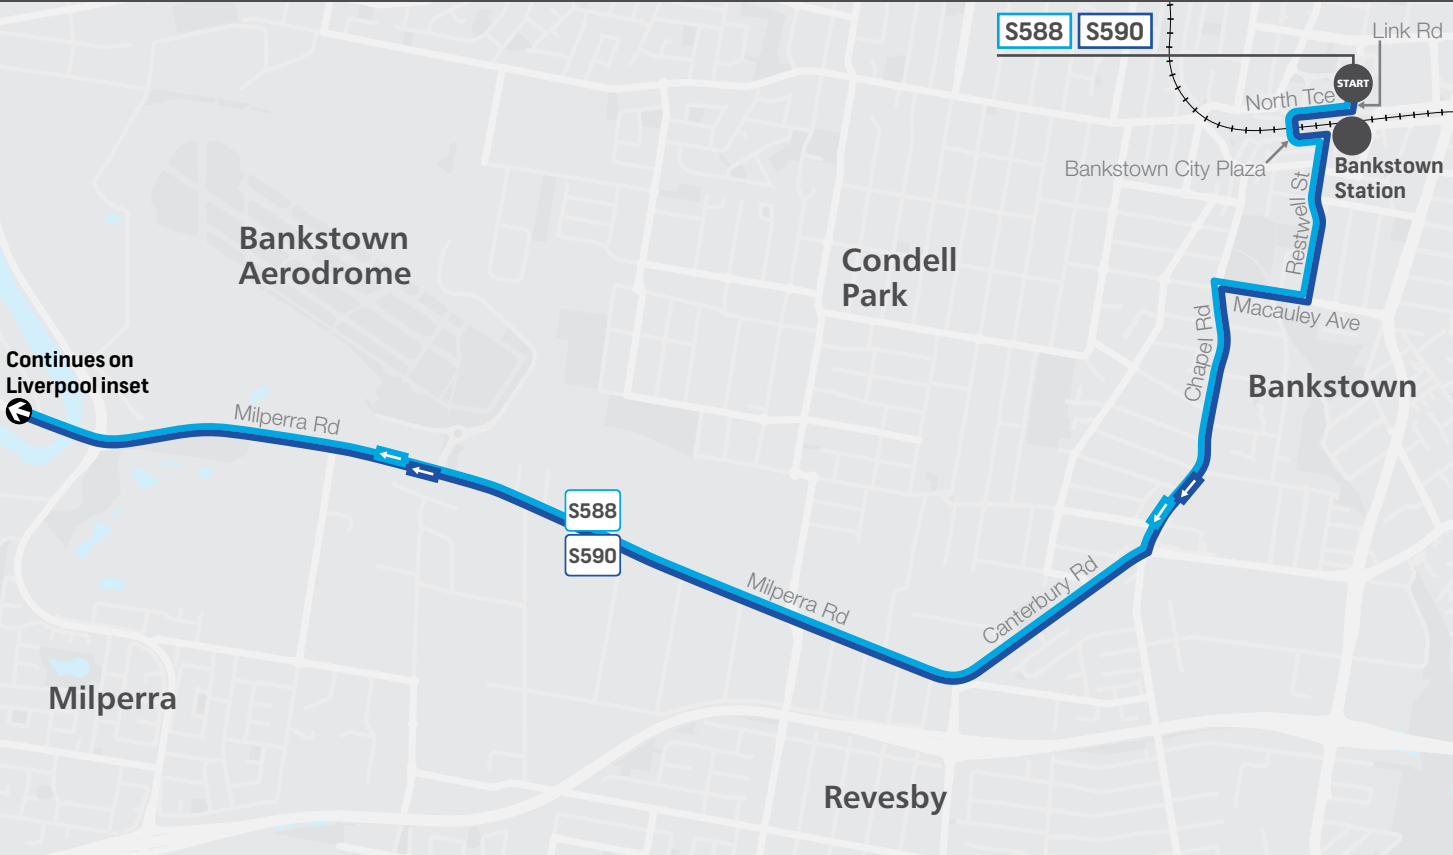 S588 S590
Link Rd
START
North Tce
Bankstown City Plaza
Bankstown
Station
Restwell St
Bankstown
Aerodrome
Condell
Park
Macauley Ave
Chapel Rd
Continues on
Liverpool inset
Bankstown
Milperra Rd
S588
S590
Milperra Rd
Canterbury Rd
Milperra
Revesby